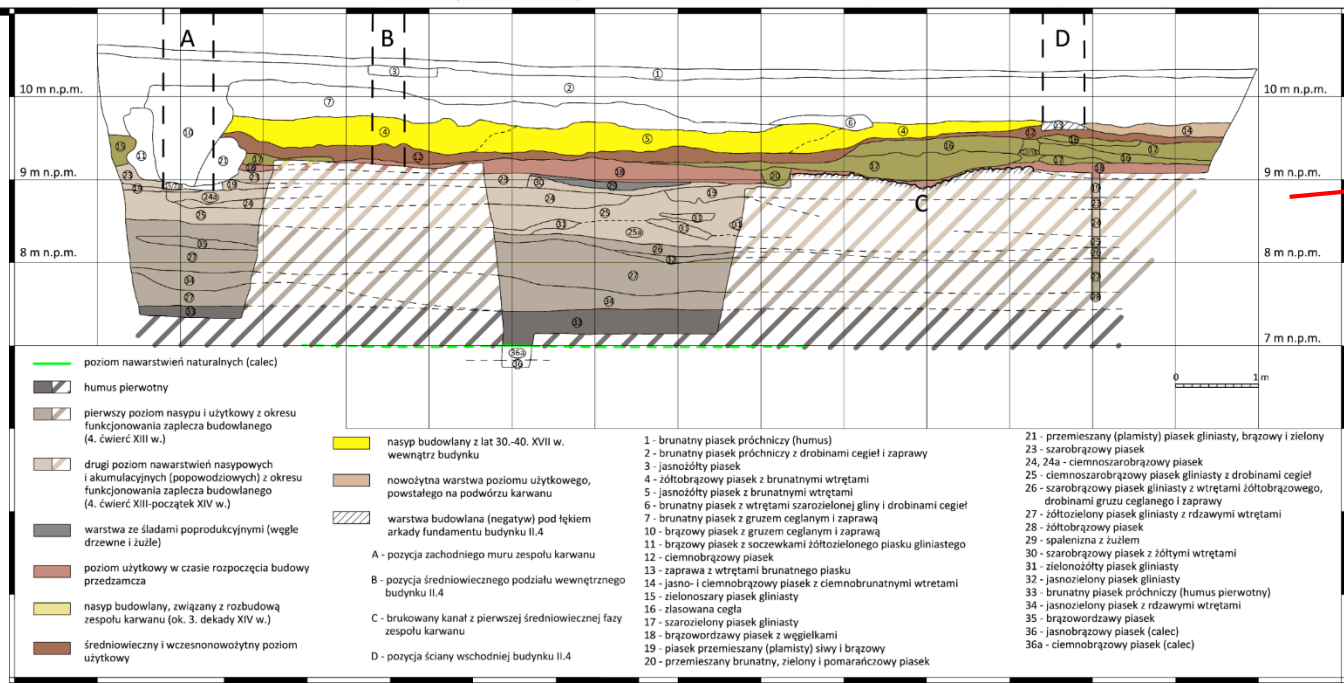 A
B
D
10 m n.p.m.
10 m n.p.m.
9 m n.p.m.
9 m n.p.m.
C
8 m n.p.m.
8 m n.p.m.
7 m n.p.m.
0 1 m
poziom nawarstwień naturalnych (calec)
humus pierwotny
pierwszy poziom nasypu i użytkowy z okresu
funkcjonowania zaplecza budowlanego
(4. ćwierć XIII w.)
drugi poziom nawarstwień nasypowych
i akumulacyjnych (popowodziowych) z okresu
funkcjonowania zaplecza budowlanego
(4. ćwierć XIII-początek XIV w.)
warstwa ze śladami poprodukcyjnymi (węgle
drzewne i żużle)
poziom użytkowy w czasie rozpoczęcia budowy
przedzamcza
nasyp budowlany, związany z rozbudową
zespołu karwanu (ok. 3. dekady XIV w.)
średniowieczny i wczesnonowożytny poziom
użytkowy
nasyp budowlany z lat 30.-40. XVII w.
wewnątrz budynku
nowożytna warstwa poziomu użytkowego,
powstałego na podwórzu karwanu
warstwa budowlana (negatyw) pod łękiem
arkady fundamentu budynku II.4
A - pozycja zachodniego muru zespołu karwanu
B - pozycja średniowiecznego podziału wewnętrznego
budynku II.4
C - brukowany kanał z pierwszej średniowiecznej fazy
zespołu karwanu
D - pozycja ściany wschodniej budynku II.4
1 - brunatny piasek próchniczy (humus)
2 - brunatny piasek próchniczy z drobinami cegieł i zaprawy
3 - jasnożółty piasek
4 - żółtobrązowy piasek z brunatnymi wtrętami
5 - jasnożółty piasek z brunatnymi wtrętami
6 - brunatny piasek z wtrętami szarozielonej gliny i drobinami cegieł
7 - brunatny piasek z gruzem ceglanym i zaprawą
10 - brązowy piasek z gruzem ceglanym i zaprawą
11 - brązowy piasek z soczewkami żółtozielonego piasku gliniastego
12 - ciemnobrązowy piasek
13 - zaprawa z wtrętami brunatnego piasku
14 - jasno- i ciemnobrązowy piasek z ciemnobrunatnymi wtretami
15 - zielonoszary piasek gliniasty
16 - zlasowana cegła
17 - szarozielony piasek gliniasty
18 - brązowordzawy piasek z węgielkami
19 - piasek przemieszany (plamisty) siwy i brązowy
20 - przemieszany brunatny, zielony i pomarańczowy piasek
21 - przemieszany (plamisty) piasek gliniasty, brązowy i zielony
23 - szarobrązowy piasek
24, 24a - ciemnoszarobrązowy piasek
25 - ciemnoszarobrązowy piasek gliniasty z drobinami cegieł
26 - szarobrązowy piasek gliniasty z wtrętami żółtobrązowego,
drobinami gruzu ceglanego i zaprawy
27 - żółtozielony piasek gliniasty z rdzawymi wtrętami
28 - żółtobrązowy piasek
29 - spalenizna z żużlem
30 - szarobrązowy piasek z żółtymi wtrętami
31 - zielonożółty piasek gliniasty
32 - jasnozielony piasek gliniasty
33 - brunatny piasek próchniczy (humus pierwotny)
34 - jasnozielony piasek z rdzawymi wtrętami
35 - brązowordzawy piasek
36 - jasnobrązowy piasek (calec)
36a - ciemnobrązowy piasek (calec)